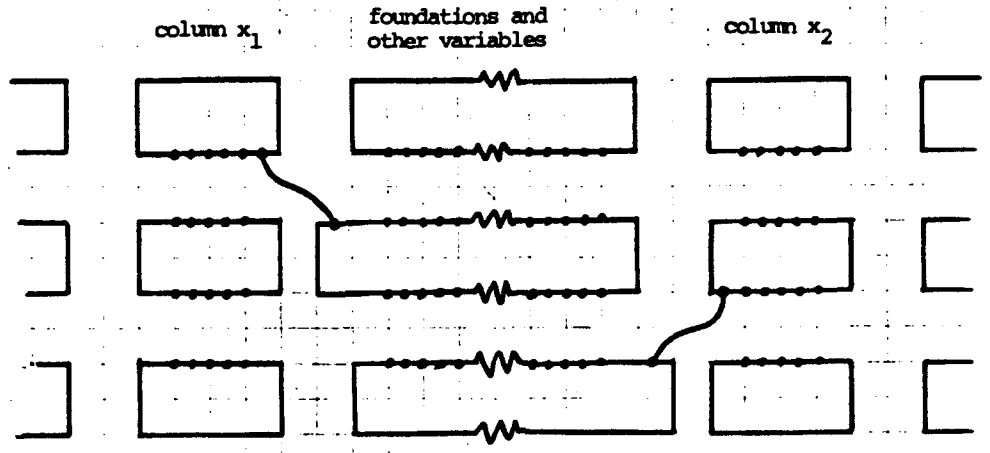 column x1
foundations and
other variables
column x2